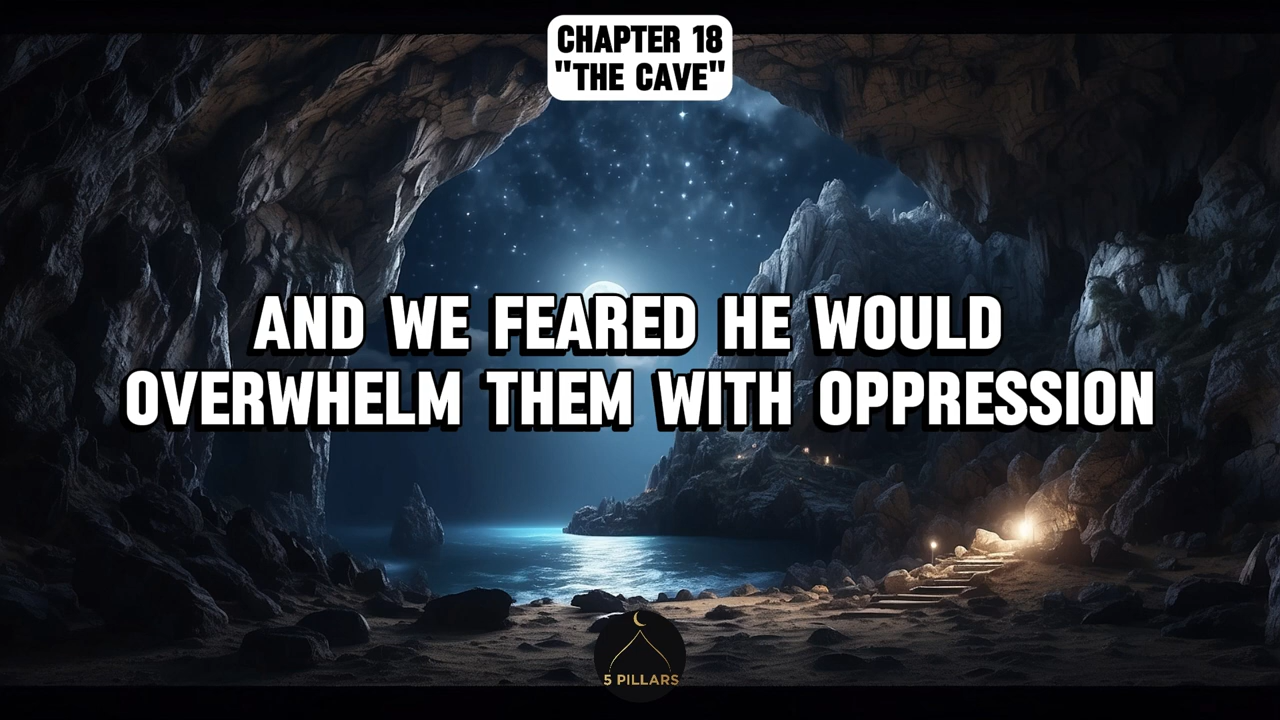 CHAPTER 18
"THE CAVE"
AND WE FEARED HE WOULD
OVERWHELM THEM WITH OPPRESSION
5 PILLARS